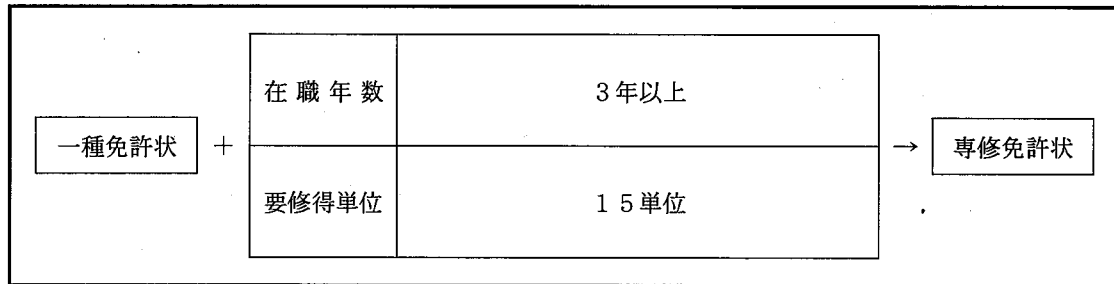 在職年数 3年以上
一種免許状 + → 専修免許状
要修得単位 15単位